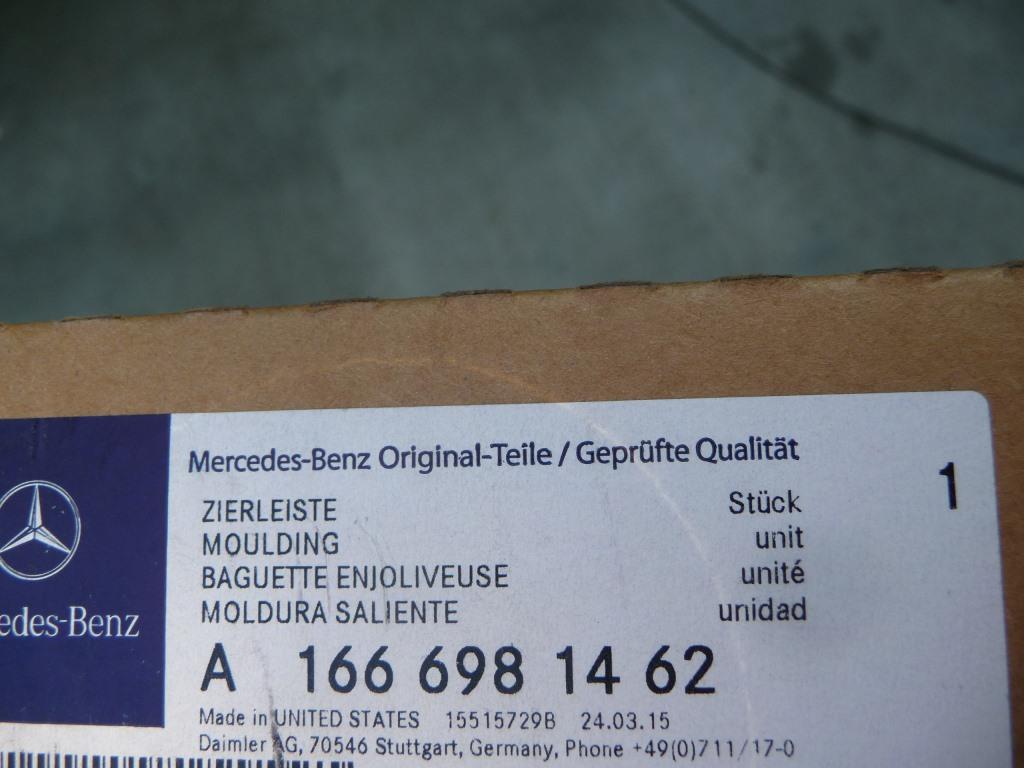 Mercedes-Benz Original-Teile / Geprüfte Qualität
1
ZIERLEISTE Stück
MOULDING unit
BAGUETTE ENJOLIVEUSE unité
MOLDURA SALIENTE unidad
edes-Benz
A 166 698 14 62
Made in UNITED STATES 15515729B 24.03.15
Daimler AG, 70546 Stuttgart, Germany, Phone +49(0)711/17-0